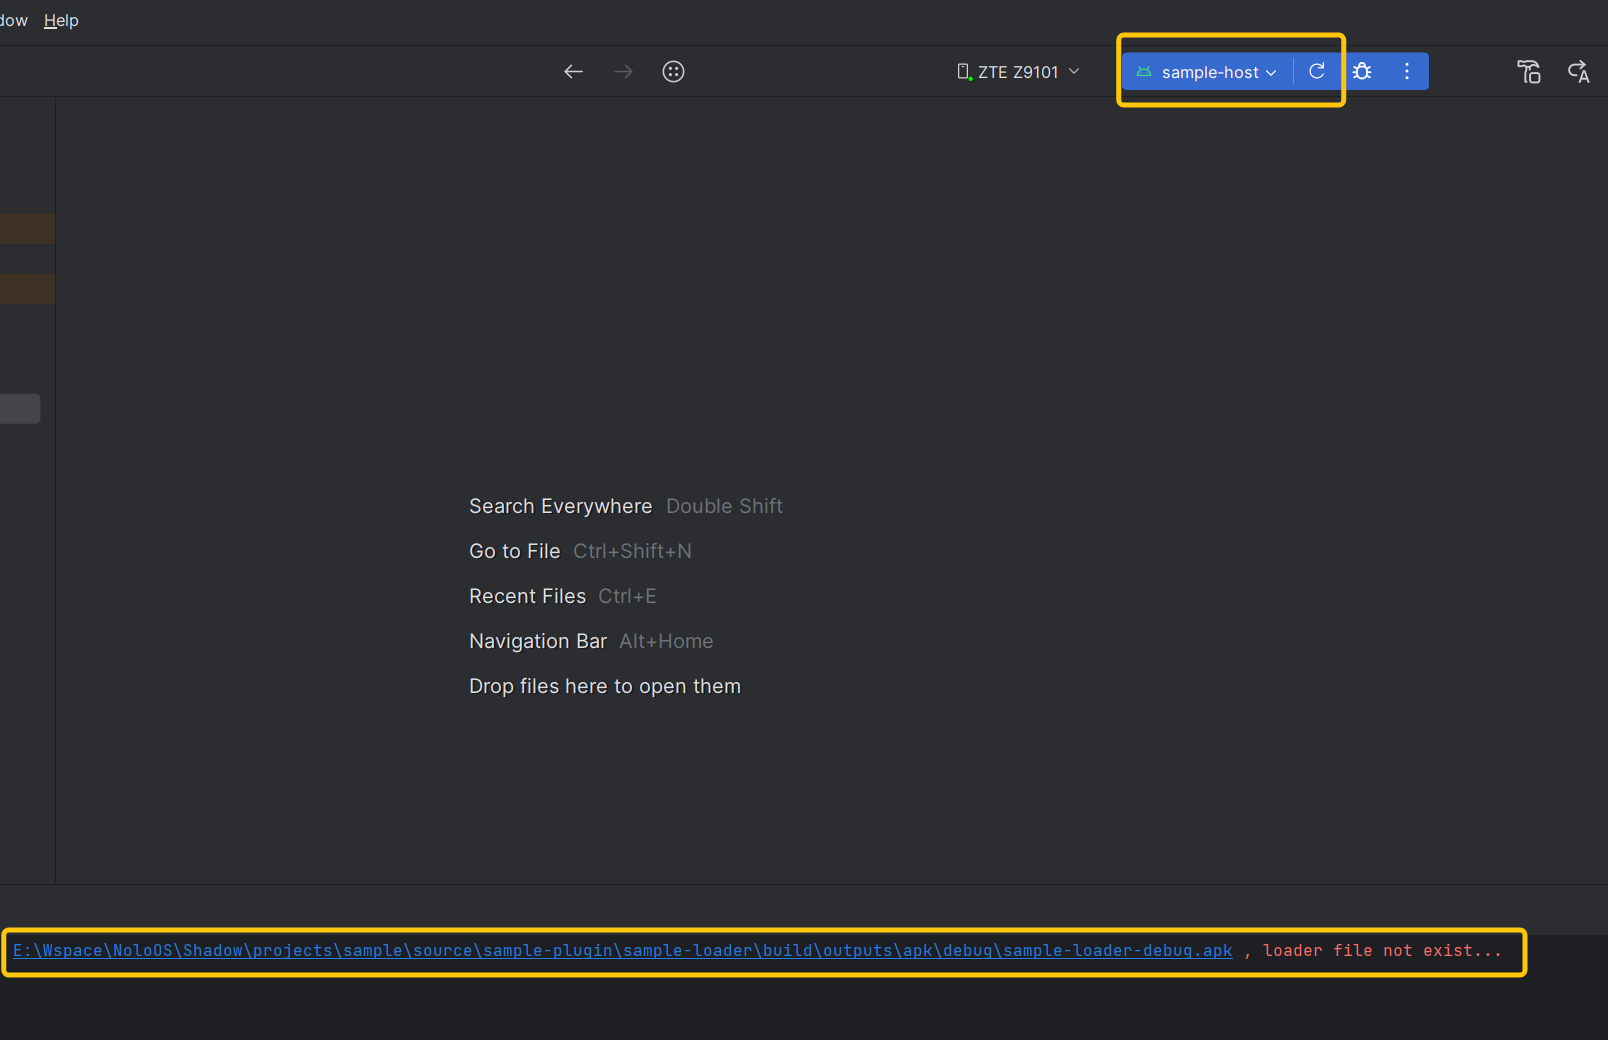 dow Help
ZTE Z9101 sample-host
Search Everywhere Double Shift
Go to File Ctrl+Shift+N
Recent Files Ctrl+E
Navigation Bar Alt+Home
Drop files here to open them
E:\Wspace\NoloOS\Shadow\projects\sample\source\sample-plugin\sample-loader\build\outputs\apk\debug\sample-loader-debug.apk , loader file not exist...